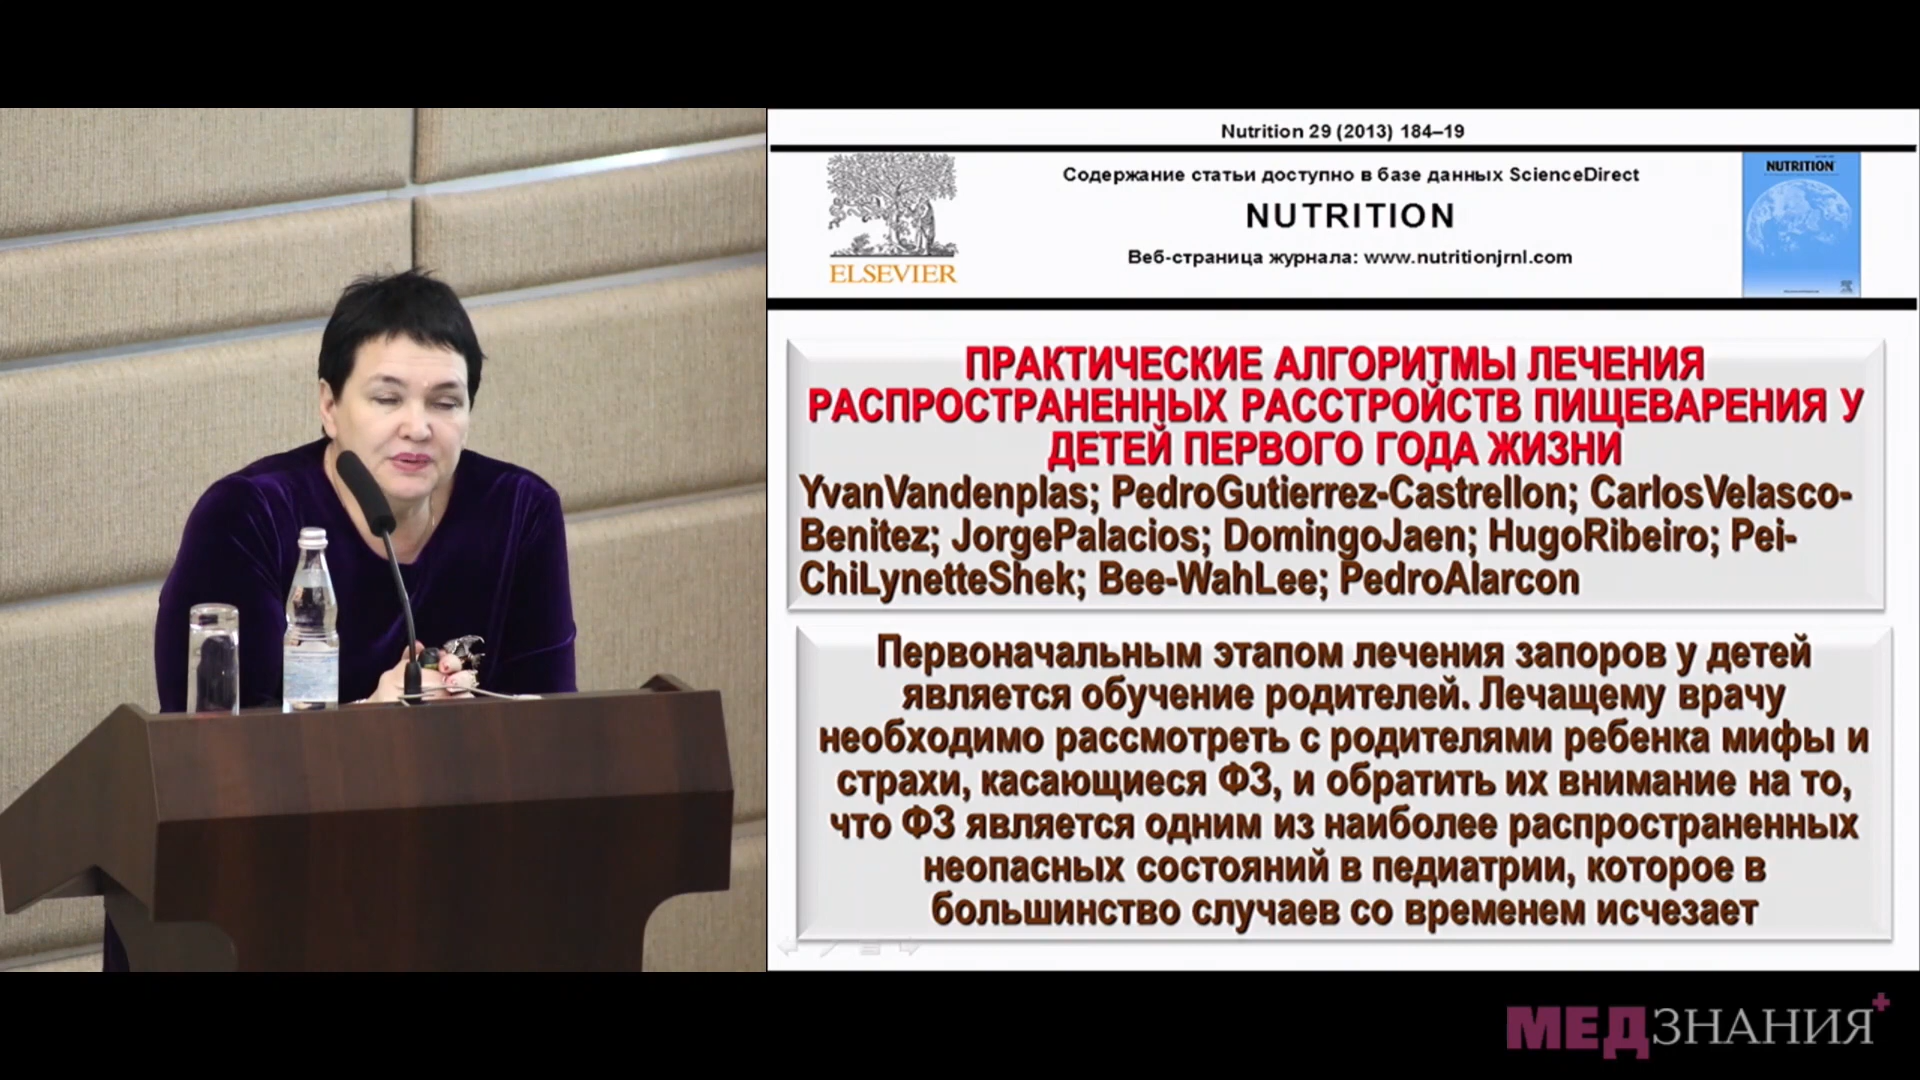 Nutrition 29 (2013) 184–19
Содержание статьи доступно в базе данных ScienceDirect
NUTRITION
Веб-страница журнала: www.nutritionjrnl.com
ELSEVIER
NUTRITION
ПРАКТИЧЕСКИЕ АЛГОРИТМЫ ЛЕЧЕНИЯ
РАСПРОСТРАНЕННЫХ РАССТРОЙСТВ ПИЩЕВАРЕНИЯ У
ДЕТЕЙ ПЕРВОГО ГОДА ЖИЗНИ
YvanVandenplas; PedroGutierrez-Castrellon; CarlosVelasco-
Benitez; JorgePalacios; DomingoJaen; HugoRibeiro; Pei-
ChiLynetteShek; Bee-WahLee; PedroAlarcon
Первоначальным этапом лечения запоров у детей
является обучение родителей. Лечащему врачу
необходимо рассмотреть с родителями ребенка мифы и
страхи, касающиеся ФЗ, и обратить их внимание на то,
что ФЗ является одним из наиболее распространенных
неопасных состояний в педиатрии, которое в
большинство случаев со временем исчезает
МЕДЗНАНИЯ+